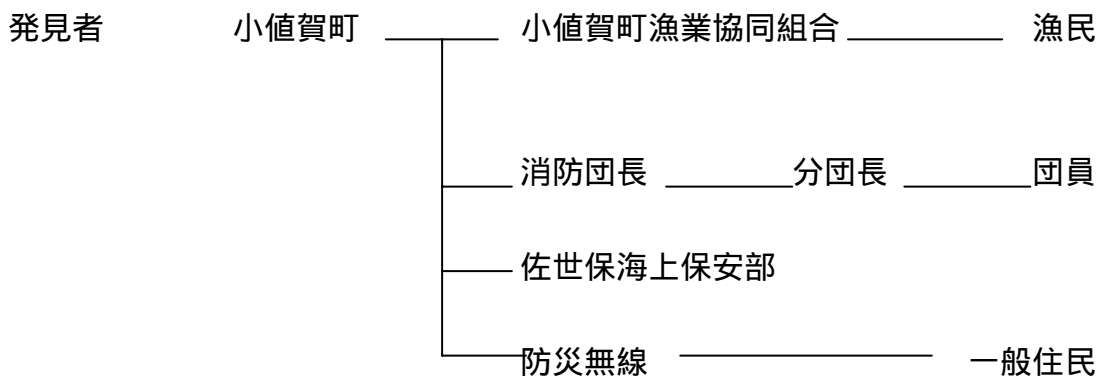 発見者 小値賀町 小値賀町漁業協同組合 漁民
消防団長 分団長 団員
佐世保海上保安部
防災無線 一般住民